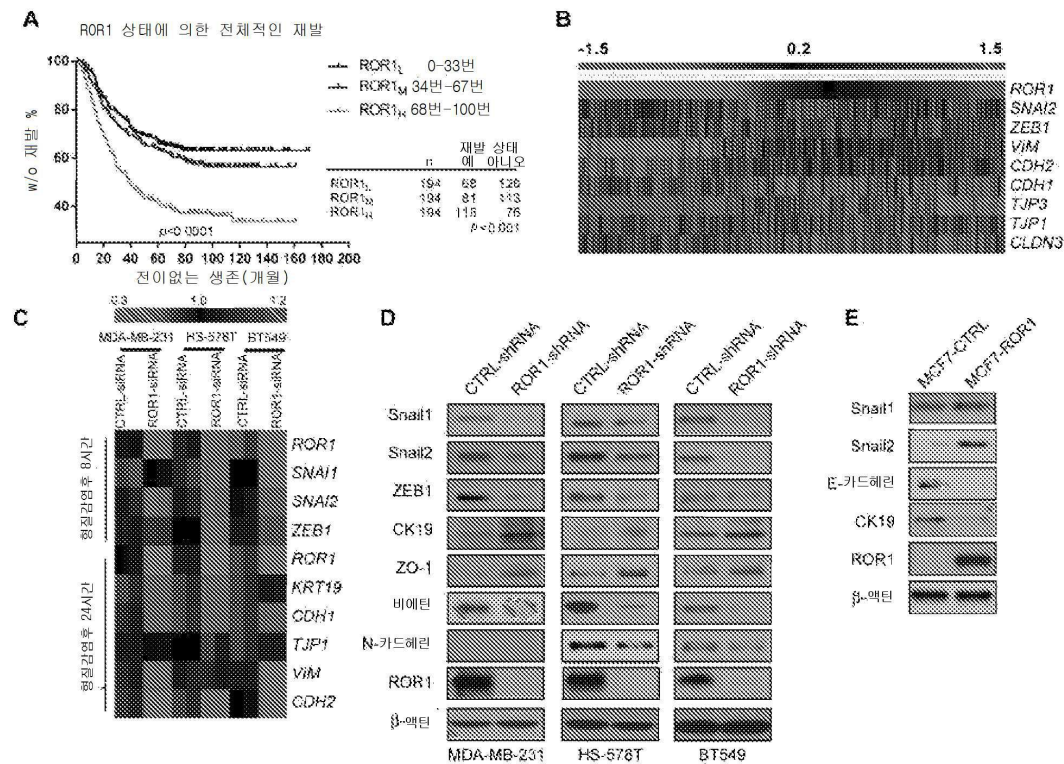 A
ROR1 상태에 의한 전체적인 재발
100
80
60
40
w/o 재발 %
p<0.0001
0 20 40 60 80 100 120 140 160 180 200
전이없는 생존(개월)
ROR1L 0-33번
ROR1M 34번-67번
ROR1H 68번-100번
재발 상태
n 예 아니오
ROR1L 194 68 126
ROR1M 194 81 113
ROR1H 194 118 76
p<0.001
B
-1.5 0.2 1.5
ROR1
SNAI2
ZEB1
ViM
CDH2
CDH1
TJP3
TJP1
CLDN3
C
1.0
MDA-MB-231 HS-578T BT549
CTRL-siRNA ROR1-siRNA CTRL-siRNA ROR1-siRNA CTRL-siRNA ROR1-siRNA
형질감염후 8시간
ROR1
SNAI1
SNAI2
ZEB1
형질감염후 24시간
ROR1
KRT19
CDH1
TJP1
ViM
CDH2
D
CTRL-shRNA ROR1-shRNA CTRL-shRNA ROR1-shRNA CTRL-shRNA ROR1-shRNA
Snail1
Snail2
ZEB1
CK19
ZO-1
비멘틴
N-카드헤린
ROR1
β-액틴
MDA-MB-231 HS-578T BT549
E
MCF7-CTRL MCF7-ROR1
Snail1
Snail2
E-카드헤린
CK19
ROR1
β-액틴